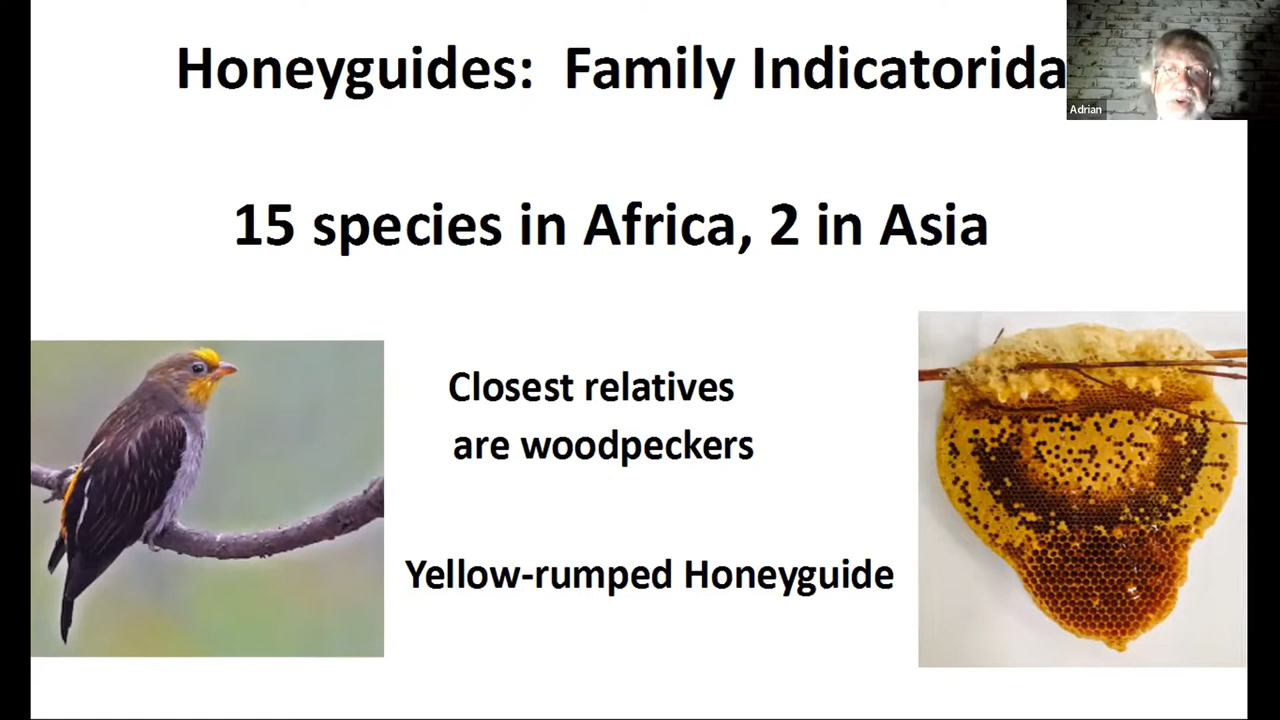 Honeyguides: Family Indicatorida
Adrian
15 species in Africa, 2 in Asia
Closest relatives
are woodpeckers
Yellow-rumped Honeyguide